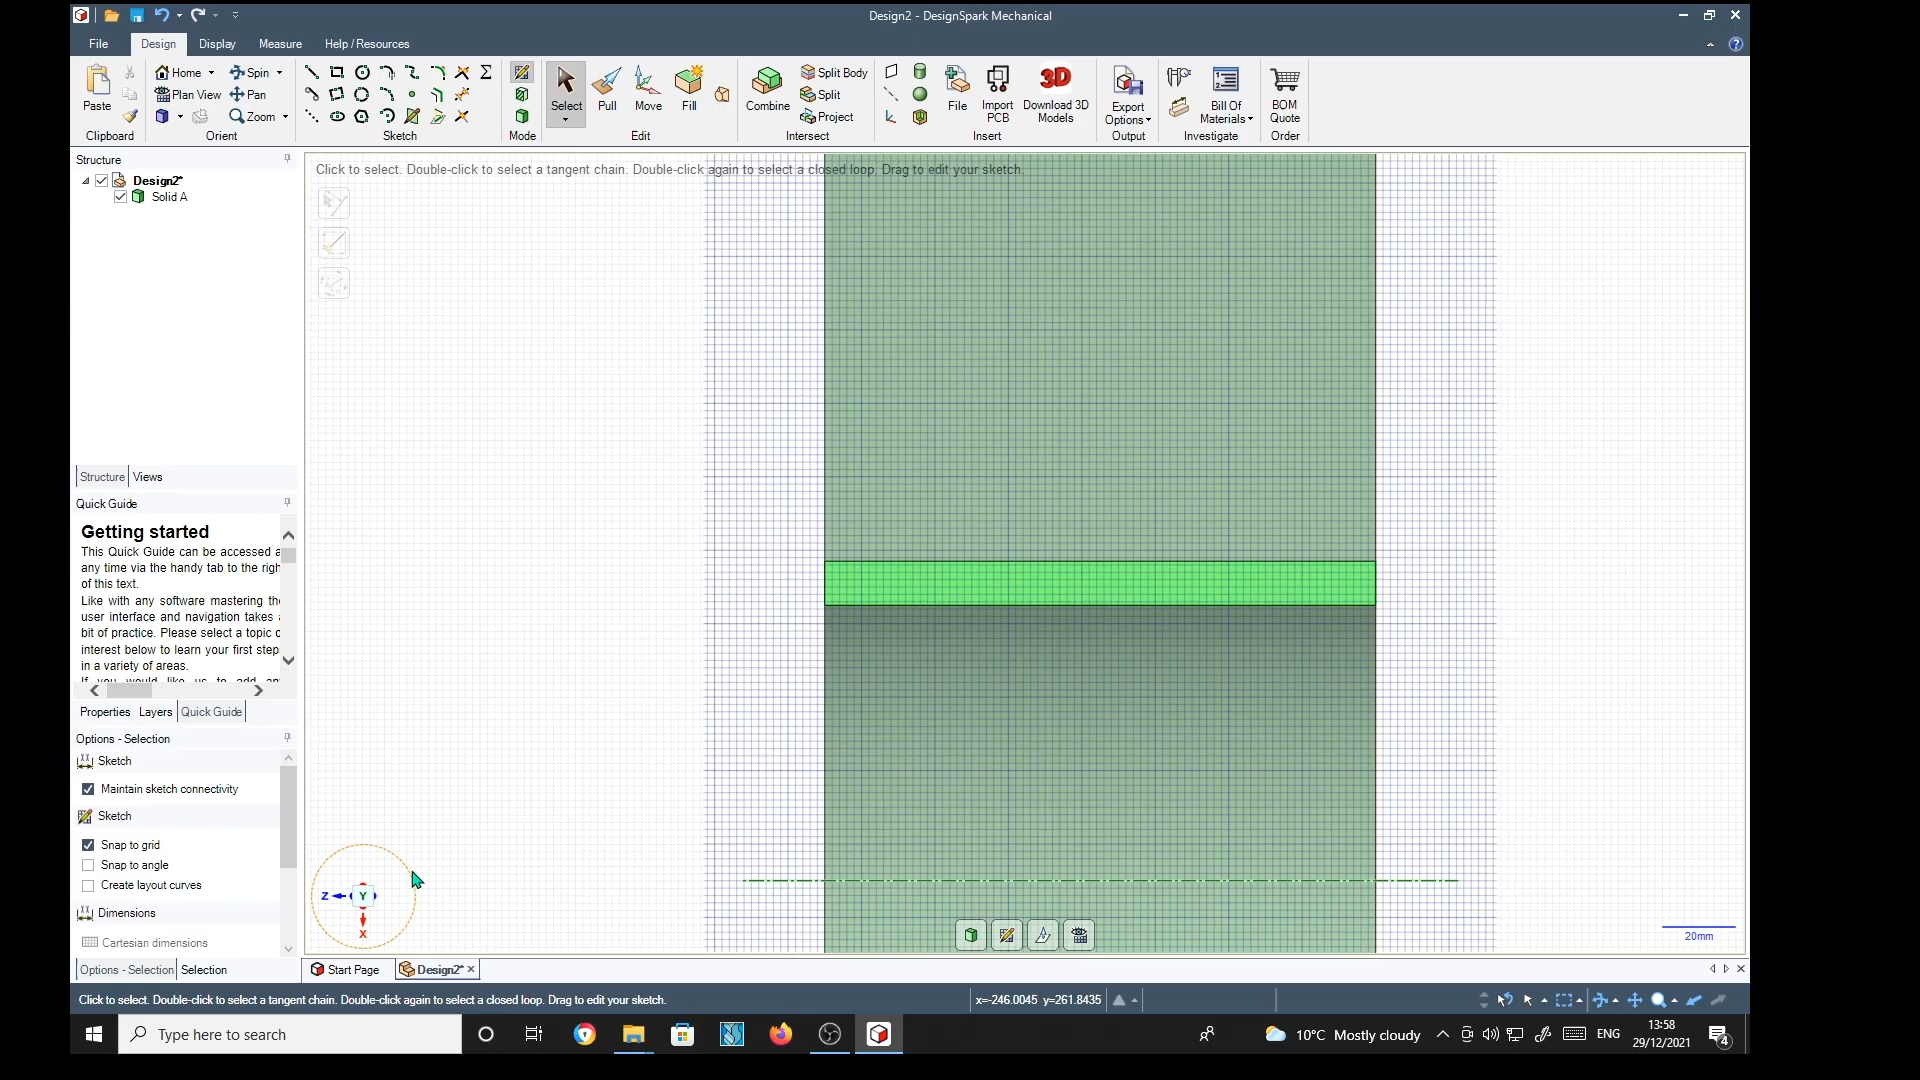 Design2 - DesignSpark Mechanical
File Design Display Measure Help / Resources
Paste
Clipboard
Home Spin
Plan View Pan
Zoom
Orient
Sketch
Mode
Select Pull Move Fill
Edit
Combine
Split Body
Split
Project
Intersect
File Import PCB Download 3D Models
3D
Insert
Export Options
Output
Bill Of Materials
Investigate
BOM Quote
Order
Structure
Design2*
Solid A
Structure Views
Quick Guide
Getting started
This Quick Guide can be accessed a
any time via the handy tab to the righ
of this text.
Like with any software mastering th
user interface and navigation takes
bit of practice. Please select a topic o
interest below to learn your first step
in a variety of areas.
If you would like us to add an
Properties Layers Quick Guide
Options - Selection
Sketch
Maintain sketch connectivity
Sketch
Snap to grid
Snap to angle
Create layout curves
Dimensions
Cartesian dimensions
Options - Selection Selection
Click to select. Double-click to select a tangent chain. Double-click again to select a closed loop. Drag to edit your sketch.
Z Y
X
20mm
Start Page Design2*
Click to select. Double-click to select a tangent chain. Double-click again to select a closed loop. Drag to edit your sketch.
x=-246.0045 y=261.8435
Type here to search
10°C Mostly cloudy
ENG
13:58
29/12/2021
4